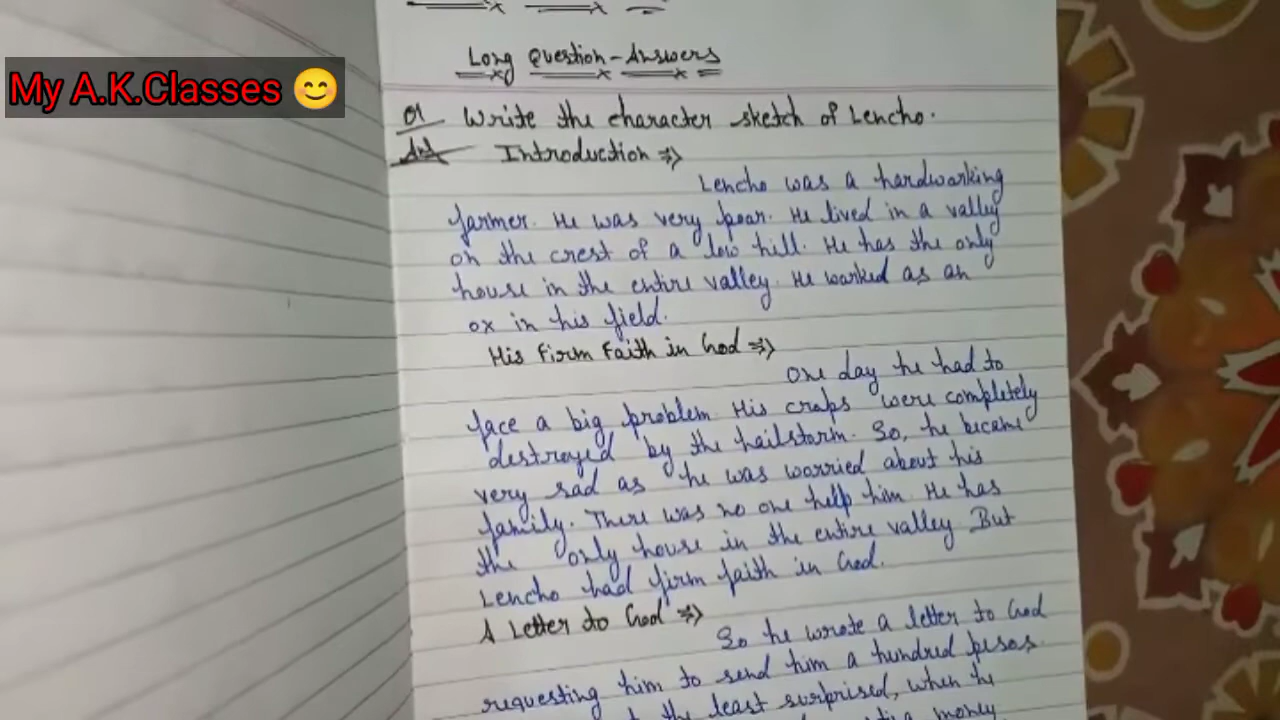 My A.K.Classes 😊
Long Question-Answers
Q1 Write the character sketch of Lencho.
Ans Introduction ⇒
Lencho was a hardworking
farmer. He was very poor. He lived in a valley
on the crest of a low hill. He has the only
house in the entire valley. He worked as an
ox in his field.
His Firm Faith in God ⇒
One day he had to
face a big problem. His crops were completely
destroyed by the hailstorm. So, he became
very sad as he was worried about his
family. There was no one help him. He has
the only house in the entire valley. But
Lencho had firm faith in God.
A Letter to God ⇒
So he wrote a letter to God
requesting him to send him a hundred pesos.
the least surprised, when he
money